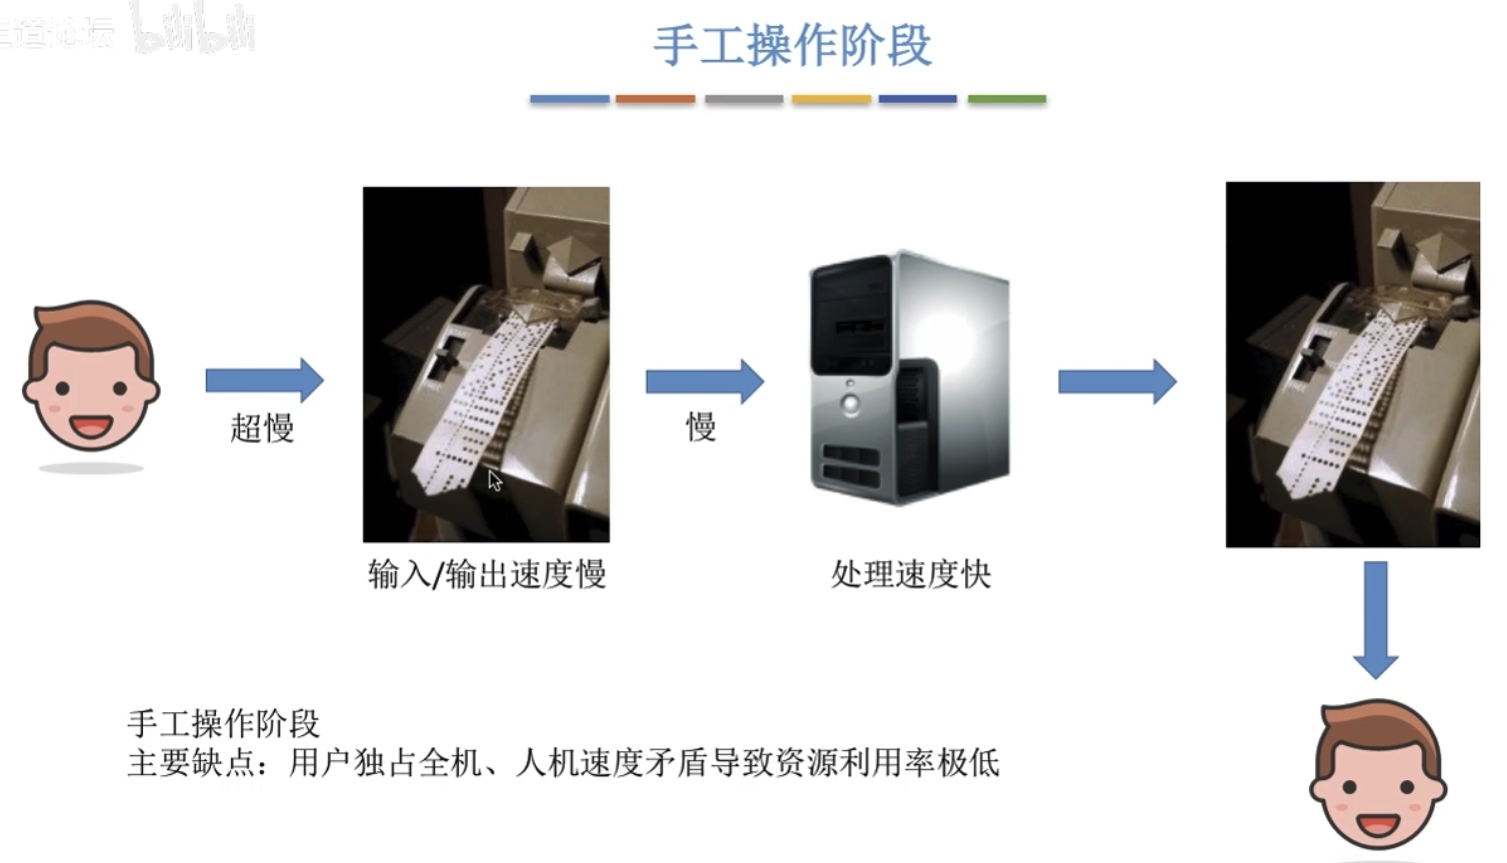 王道论坛 bilibili
手工操作阶段
超慢
慢
输入/输出速度慢
处理速度快
手工操作阶段
主要缺点：用户独占全机、人机速度矛盾导致资源利用率极低